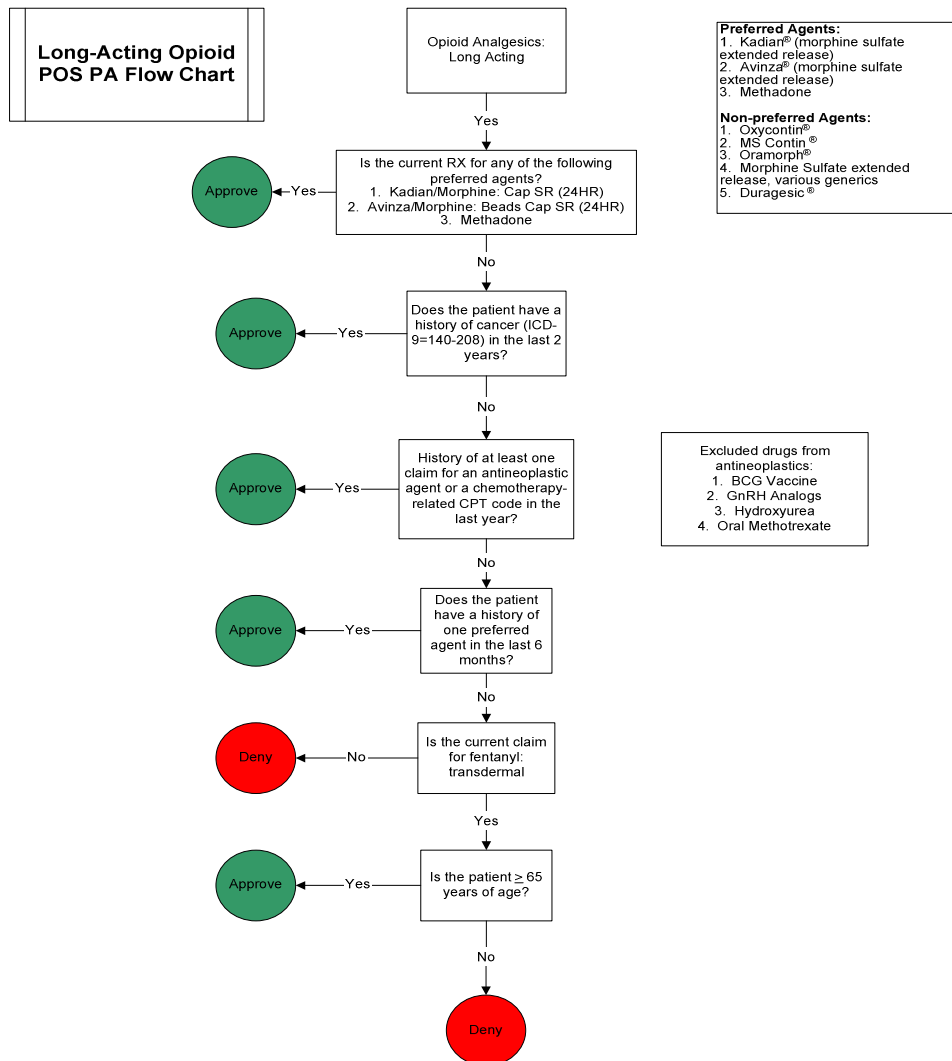 Long-Acting Opioid
POS PA Flow Chart
Opioid Analgesics:
Long Acting
Preferred Agents:
1. Kadian® (morphine sulfate
extended release)
2. Avinza® (morphine sulfate
extended release)
3. Methadone
Non-preferred Agents:
1. Oxycontin®
2. MS Contin ®
3. Oramorph®
4. Morphine Sulfate extended
release, various generics
5. Duragesic ®
Yes
Is the current RX for any of the following
preferred agents?
1. Kadian/Morphine: Cap SR (24HR)
2. Avinza/Morphine: Beads Cap SR (24HR)
3. Methadone
Yes
Approve
No
Does the patient have a
history of cancer (ICD-
9=140-208) in the last 2
years?
Yes
Approve
No
History of at least one
claim for an antineoplastic
agent or a chemotherapy-
related CPT code in the
last year?
Yes
Approve
Excluded drugs from
antineoplastics:
1. BCG Vaccine
2. GnRH Analogs
3. Hydroxyurea
4. Oral Methotrexate
No
Does the patient
have a history of
one preferred
agent in the last 6
months?
Yes
Approve
No
Is the current claim
for fentanyl:
transdermal
No
Deny
Yes
Is the patient ≥ 65
years of age?
Yes
Approve
No
Deny